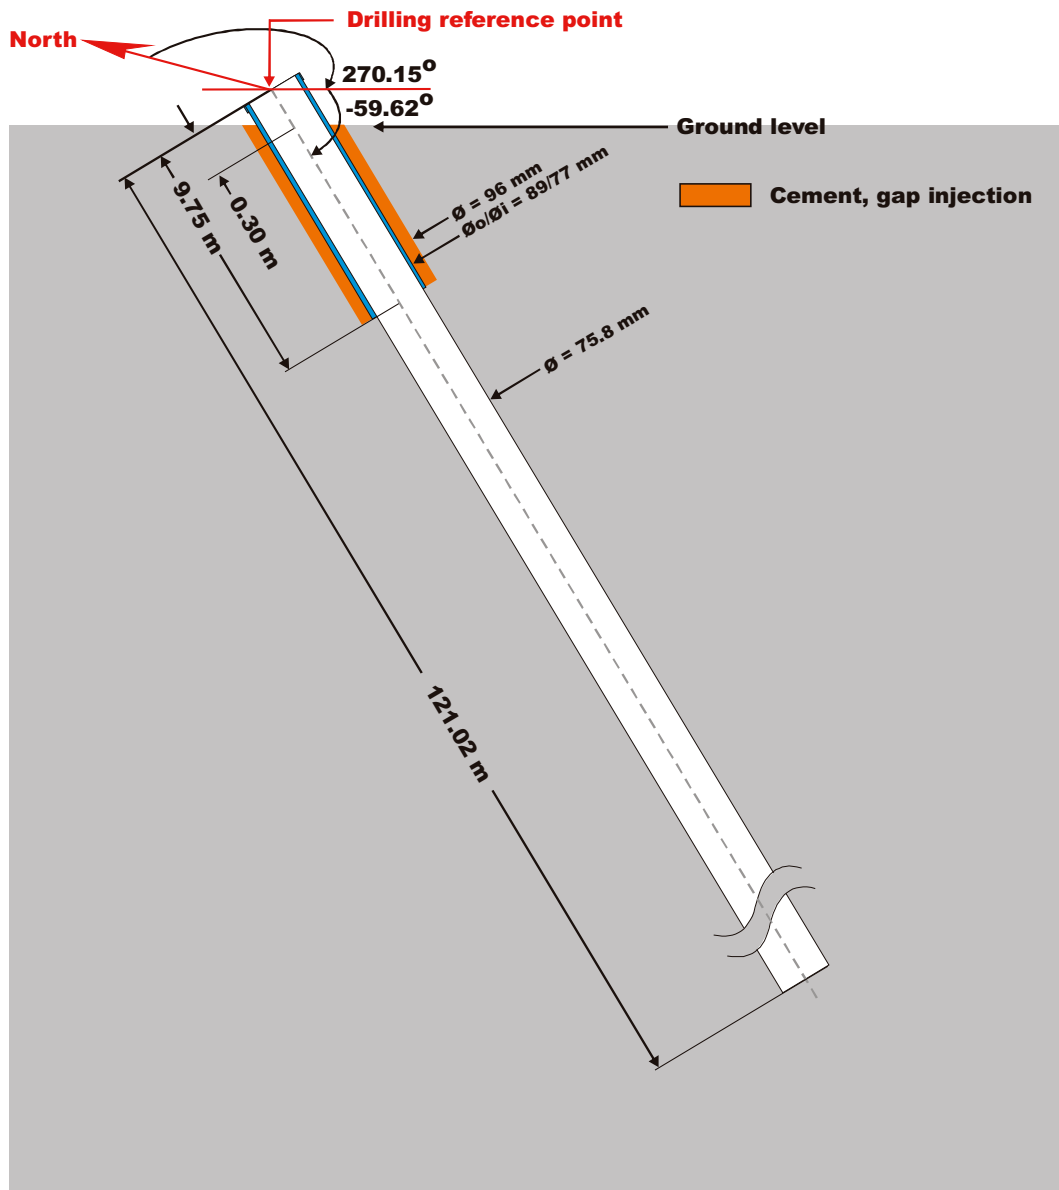 Drilling reference point
North
270.15°
-59.62°
Ground level
Ø = 96 mm
Øo/Øi = 89/77 mm
Cement, gap injection
9.75 m
0.30 m
Ø = 75.8 mm
121.02 m